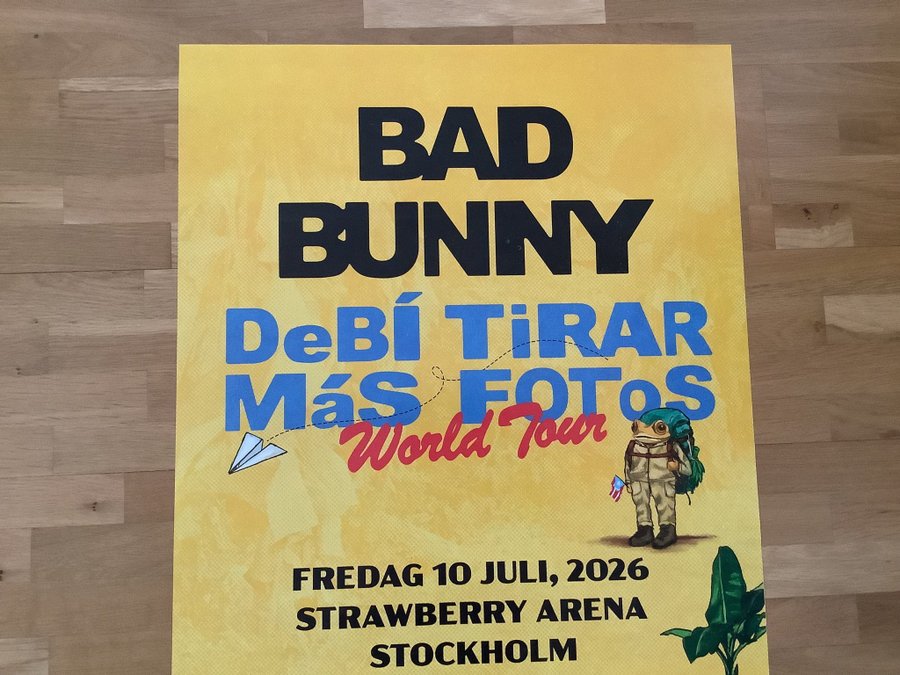 BAD
BUNNY
DeBÍ TiRAR
MáS FOToS
World Tour
FREDAG 10 JULI, 2026
STRAWBERRY ARENA
STOCKHOLM